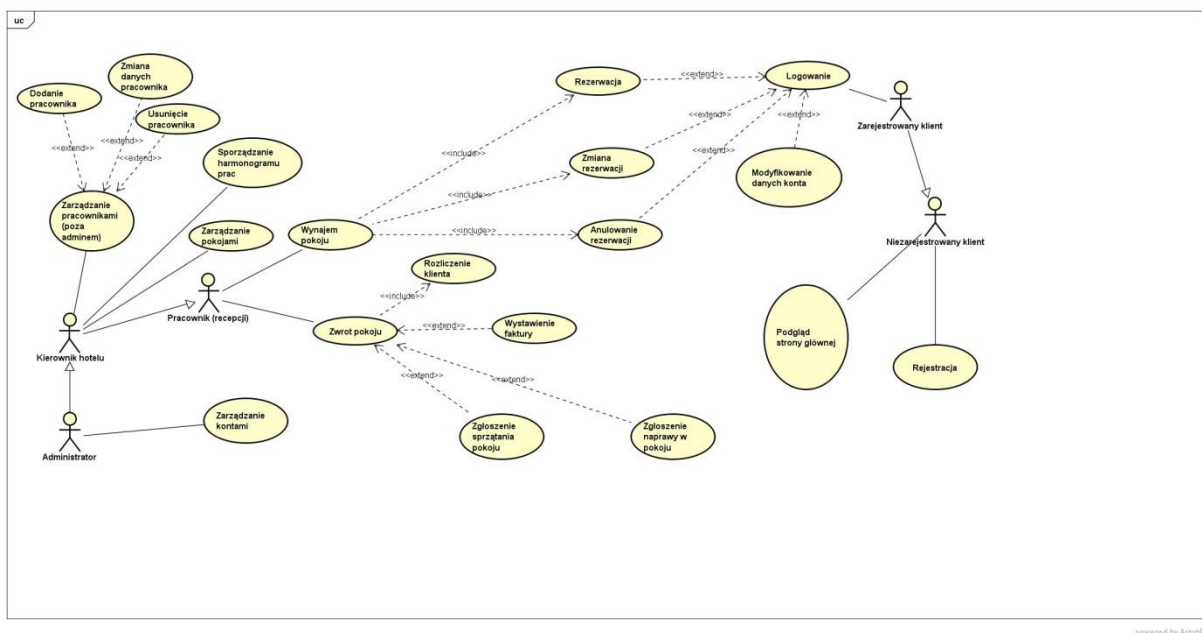 uc
Zmiana
danych
pracownika
Dodanie
pracownika
Usunięcie
pracownika
<<extend>>
<<extend>>
<<extend>>
Sporządzanie
harmonogramu
prac
Zarządzanie
pracownikami
(poza
adminem)
Zarządzanie
pokojami
Wynajem
pokoju
Rezerwacja
<<extend>>
Logowanie
<<extend>>
<<extend>>
<<extend>>
Zarejestrowany klient
<<include>>
Zmiana
rezerwacji
Modyfikowanie
danych konta
<<include>>
<<include>>
Anulowanie
rezerwacji
Niezarejestrowany klient
Rozliczenie
klienta
<<include>>
Pracownik (recepcji)
Zwrot pokoju
<<extend>>
Wystawienie
faktury
Podgląd
strony głównej
Kierownik hotelu
Rejestracja
<<extend>>
<<extend>>
Zarządzanie
kontami
Administrator
Zgłoszenie
sprzątania
pokoju
Zgłoszenie
naprawy w
pokoju
powered by Astah